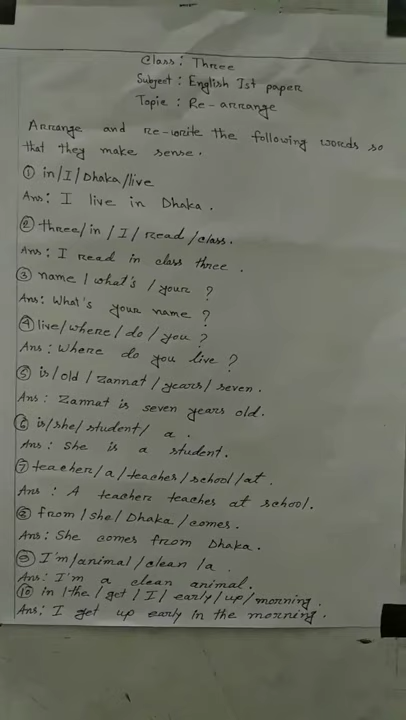 Class: Three
Subject: English Ist paper
Topic: Re-arrange
Arrange and re-write the following words so
that they make sense.
① in/I/Dhaka/live
Ans: I live in Dhaka.
② three/in/I/read/class.
Ans: I read in class three.
③ name/what's/your?
Ans: What's your name?
④ live/where/do/you?
Ans: Where do you live?
⑤ is/old/Zannat/years/seven.
Ans: Zannat is seven years old.
⑥ is/she/student/a.
Ans: She is a student.
⑦ teacher/a/teaches/school/at.
Ans: A teacher teaches at school.
⑧ from/she/Dhaka/comes.
Ans: She comes from Dhaka.
⑨ I'm/animal/clean/a.
Ans: I'm a clean animal.
⑩ in/the/get/I/early/up/morning.
Ans: I get up early in the morning.